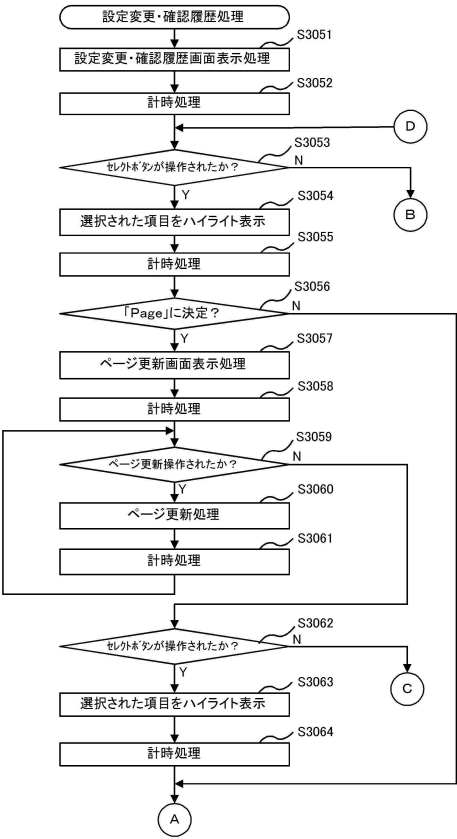 設定変更・確認履歴処理
S3051
設定変更・確認履歴画面表示処理
S3052
計時処理
D
S3053
セレクトボタンが操作されたか？
N
Y
B
S3054
選択された項目をハイライト表示
S3055
計時処理
S3056
「Page」に決定？
N
Y
S3057
ページ更新画面表示処理
S3058
計時処理
S3059
ページ更新操作されたか？
N
Y
S3060
ページ更新処理
S3061
計時処理
S3062
セレクトボタンが操作されたか？
N
Y
C
S3063
選択された項目をハイライト表示
S3064
計時処理
A